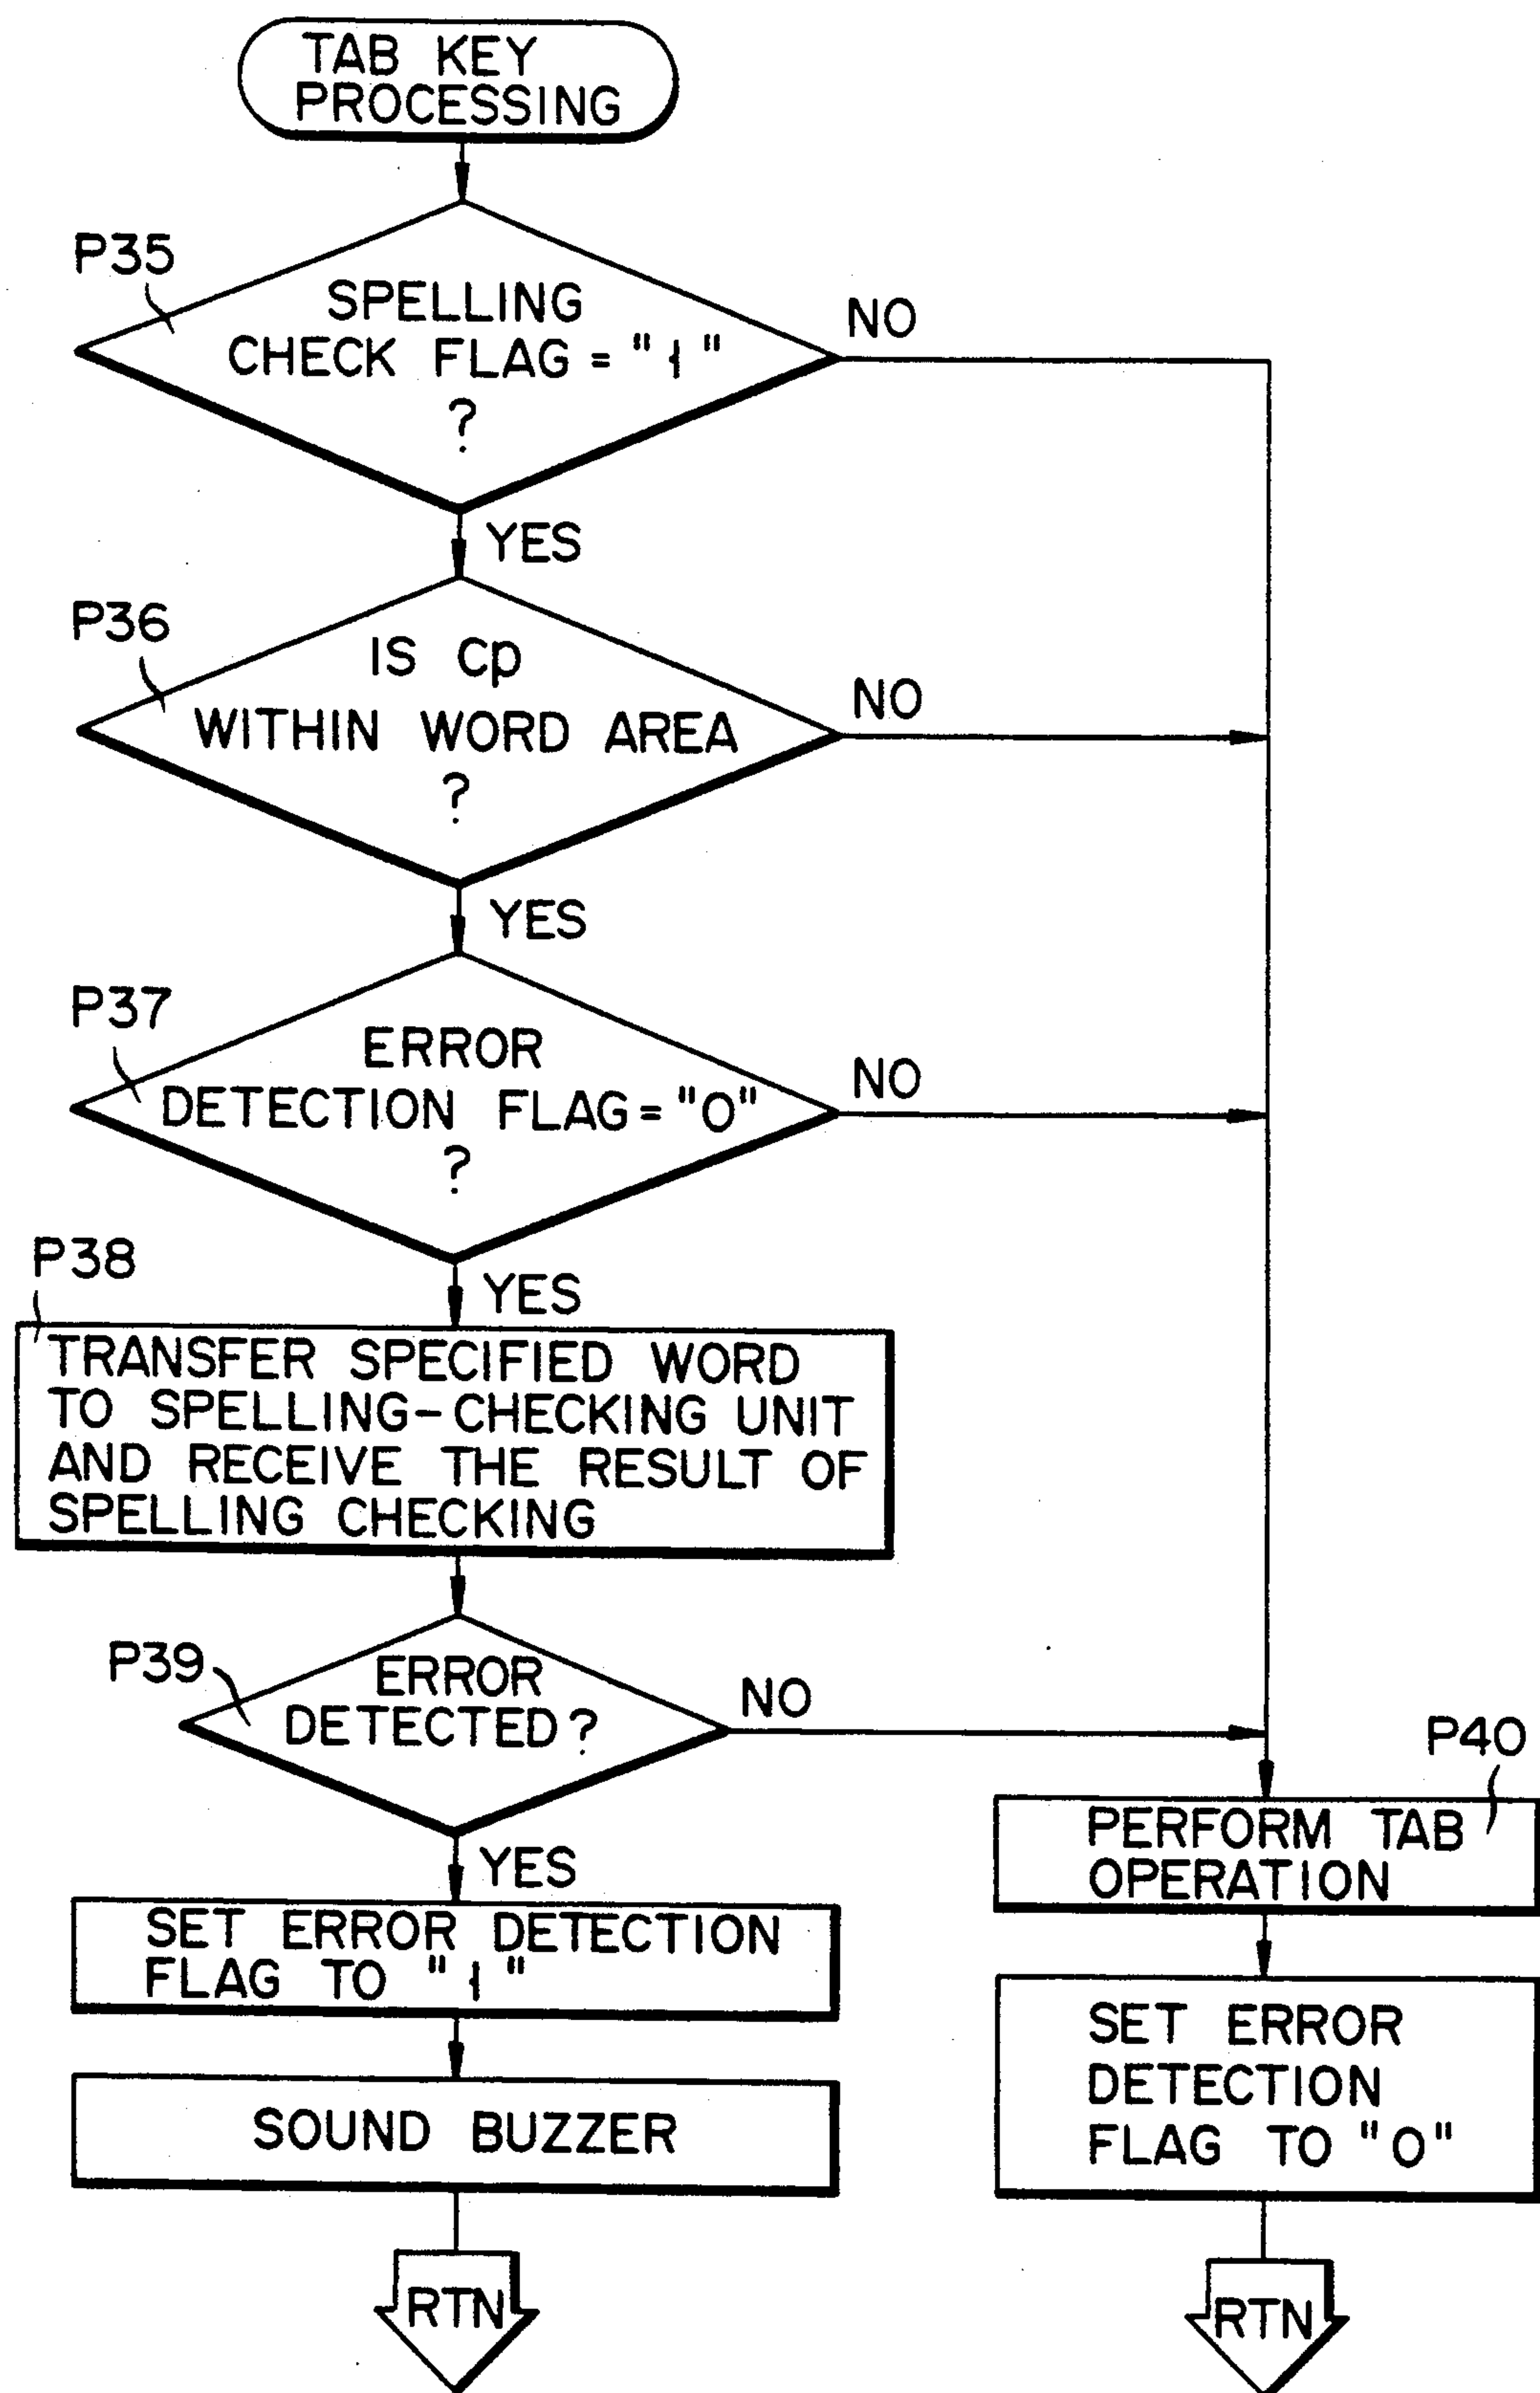 TAB KEY
PROCESSING
P35
SPELLING
CHECK FLAG = "1"
?
NO
YES
P36
IS Cp
WITHIN WORD AREA
?
NO
YES
P37
ERROR
DETECTION FLAG = "0"
?
NO
YES
P38
TRANSFER SPECIFIED WORD
TO SPELLING-CHECKING UNIT
AND RECEIVE THE RESULT OF
SPELLING CHECKING
P39
ERROR
DETECTED?
NO
YES
P40
PERFORM TAB
OPERATION
SET ERROR DETECTION
FLAG TO "1"
SET ERROR
DETECTION
FLAG TO "0"
SOUND BUZZER
RTN
RTN